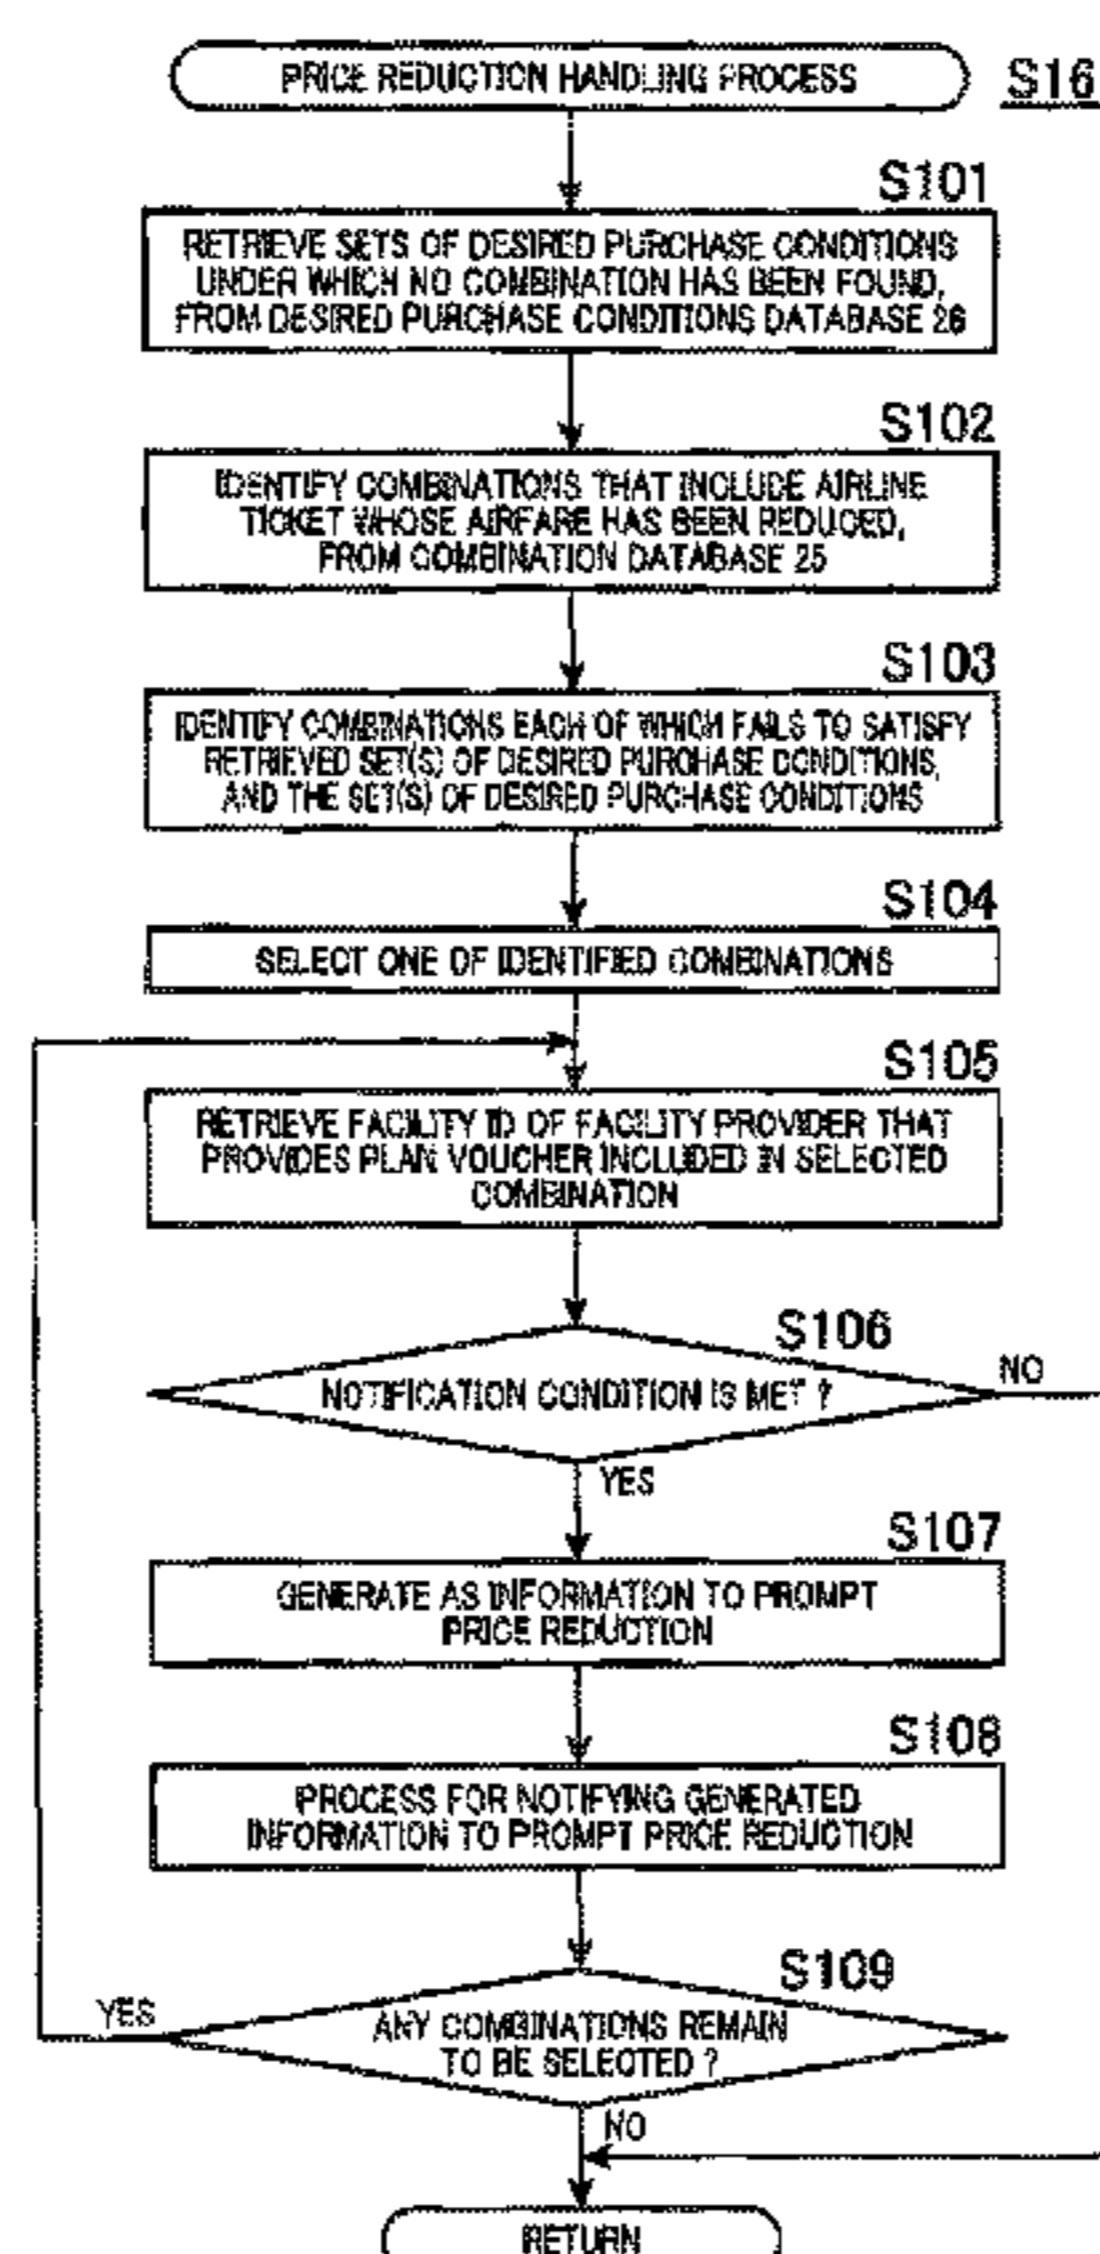 PRICE REDUCTION HANDLING PROCESS
S16
S101
RETRIEVE SETS OF DESIRED PURCHASE CONDITIONS
UNDER WHICH NO COMBINATION HAS BEEN FOUND,
FROM DESIRED PURCHASE CONDITIONS DATABASE 26
S102
IDENTIFY COMBINATIONS THAT INCLUDE AIRLINE
TICKET WHOSE AIRFARE HAS BEEN REDUCED,
FROM COMBINATION DATABASE 25
S103
IDENTIFY COMBINATIONS EACH OF WHICH FAILS TO SATISFY
RETRIEVED SET(S) OF DESIRED PURCHASE CONDITIONS,
AND THE SET(S) OF DESIRED PURCHASE CONDITIONS
S104
SELECT ONE OF IDENTIFIED COMBINATIONS
S105
RETRIEVE FACILITY ID OF FACILITY PROVIDER THAT
PROVIDES PLAN VOUCHER INCLUDED IN SELECTED
COMBINATION
S106
NOTIFICATION CONDITION IS MET ?
NO
YES
S107
GENERATE AS INFORMATION TO PROMPT
PRICE REDUCTION
S108
PROCESS FOR NOTIFYING GENERATED
INFORMATION TO PROMPT PRICE REDUCTION
S109
YES
ANY COMBINATIONS REMAIN
TO BE SELECTED ?
NO
RETURN